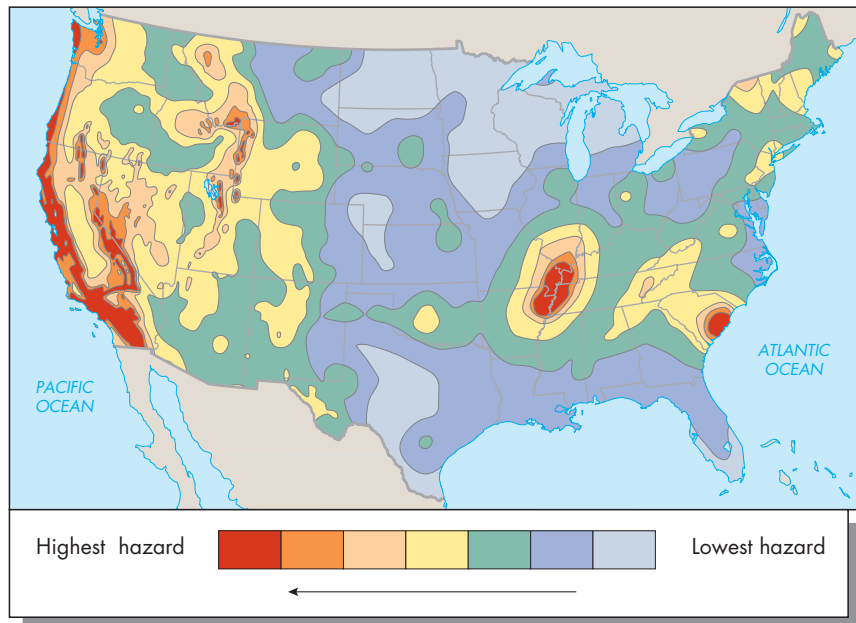 PACIFIC
OCEAN
ATLANTIC
OCEAN
Highest hazard
Lowest hazard